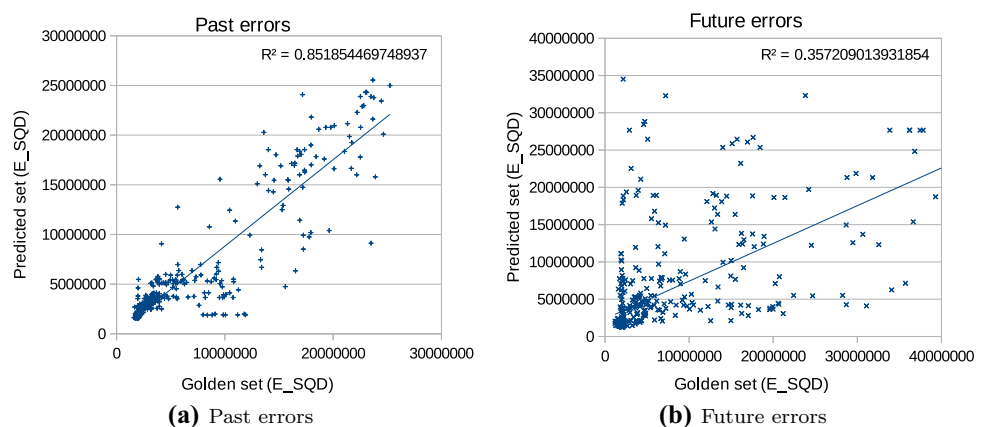 Past errors
R² = 0.851854469748937
30000000
25000000
20000000
15000000
10000000
5000000
0
Predicted set (E_SQD)
0 10000000 20000000 30000000
Golden set (E_SQD)
(a) Past errors
Future errors
R² = 0.357209013931854
40000000
35000000
30000000
25000000
20000000
15000000
10000000
5000000
0
Predicted set (E_SQD)
0 10000000 20000000 30000000 40000000
Golden set (E_SQD)
(b) Future errors